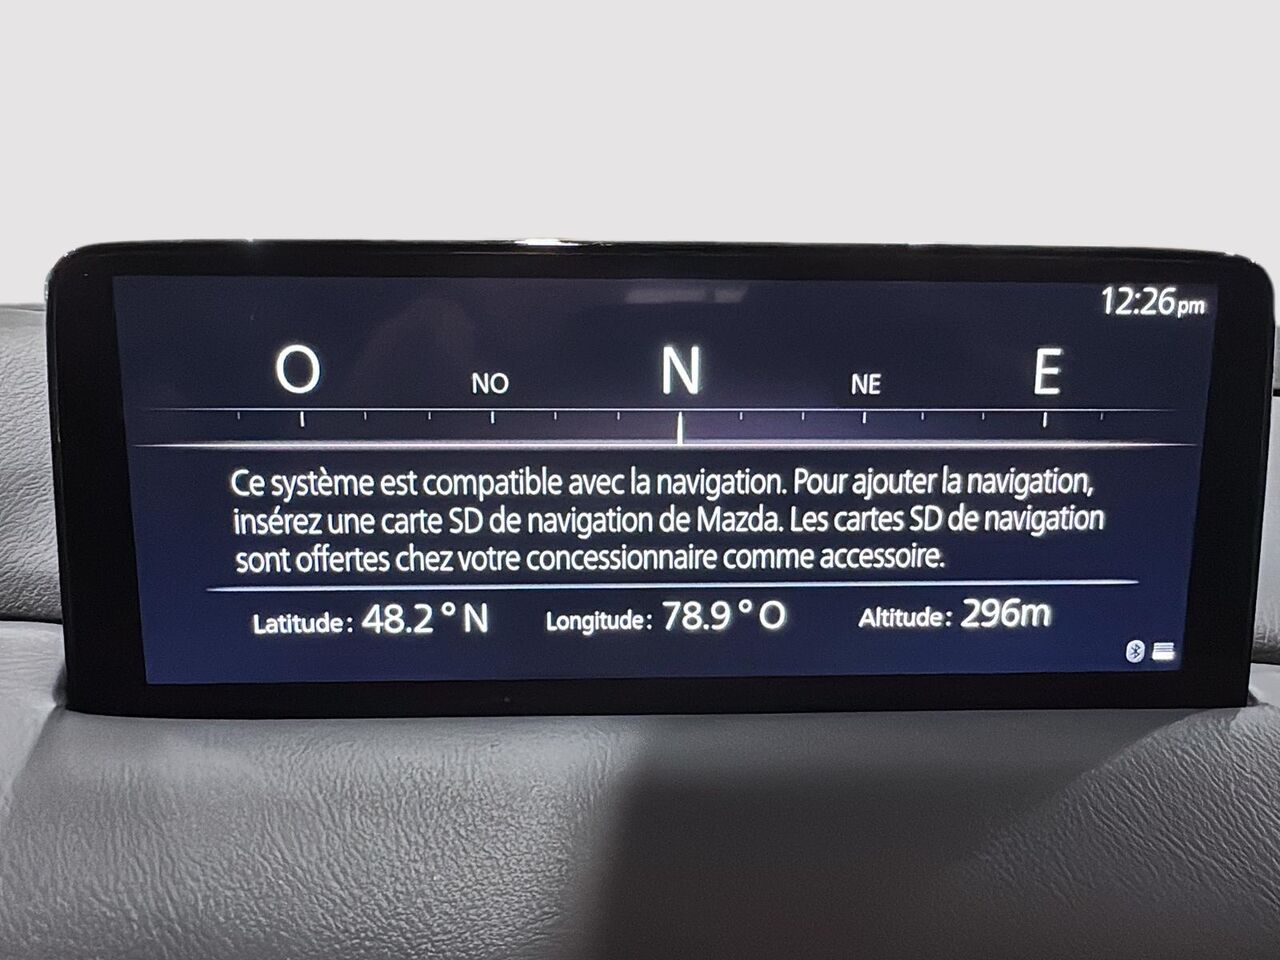 12:26pm
O NO N NE E
Ce système est compatible avec la navigation. Pour ajouter la navigation,
insérez une carte SD de navigation de Mazda. Les cartes SD de navigation
sont offertes chez votre concessionnaire comme accessoire.
Latitude: 48.2° N Longitude: 78.9° O Altitude: 296m